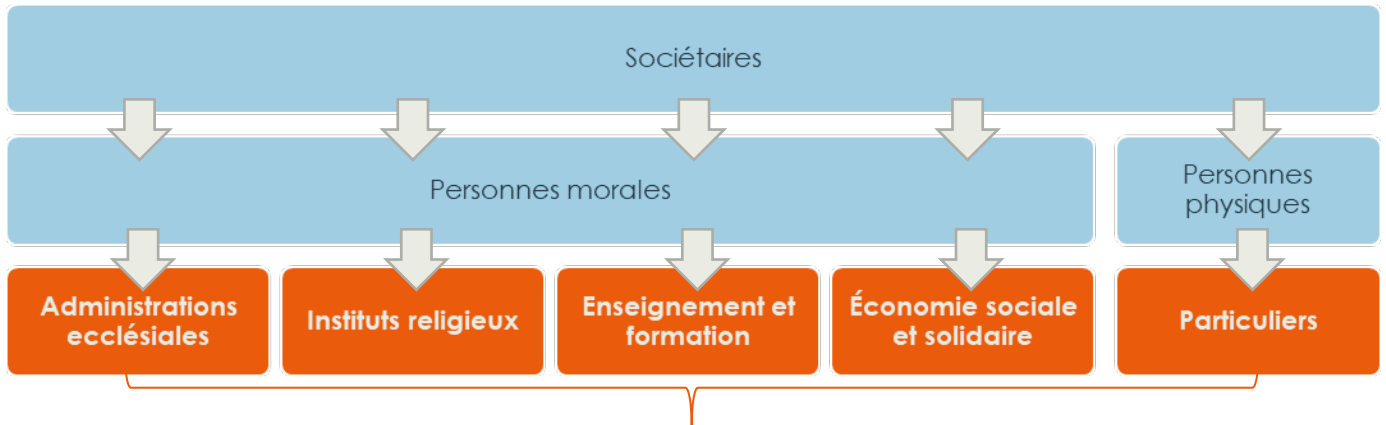 Sociétaires
Personnes morales
Personnes
physiques
Administrations
ecclésiales
Instituts religieux
Enseignement et
formation
Économie sociale
et solidaire
Particuliers